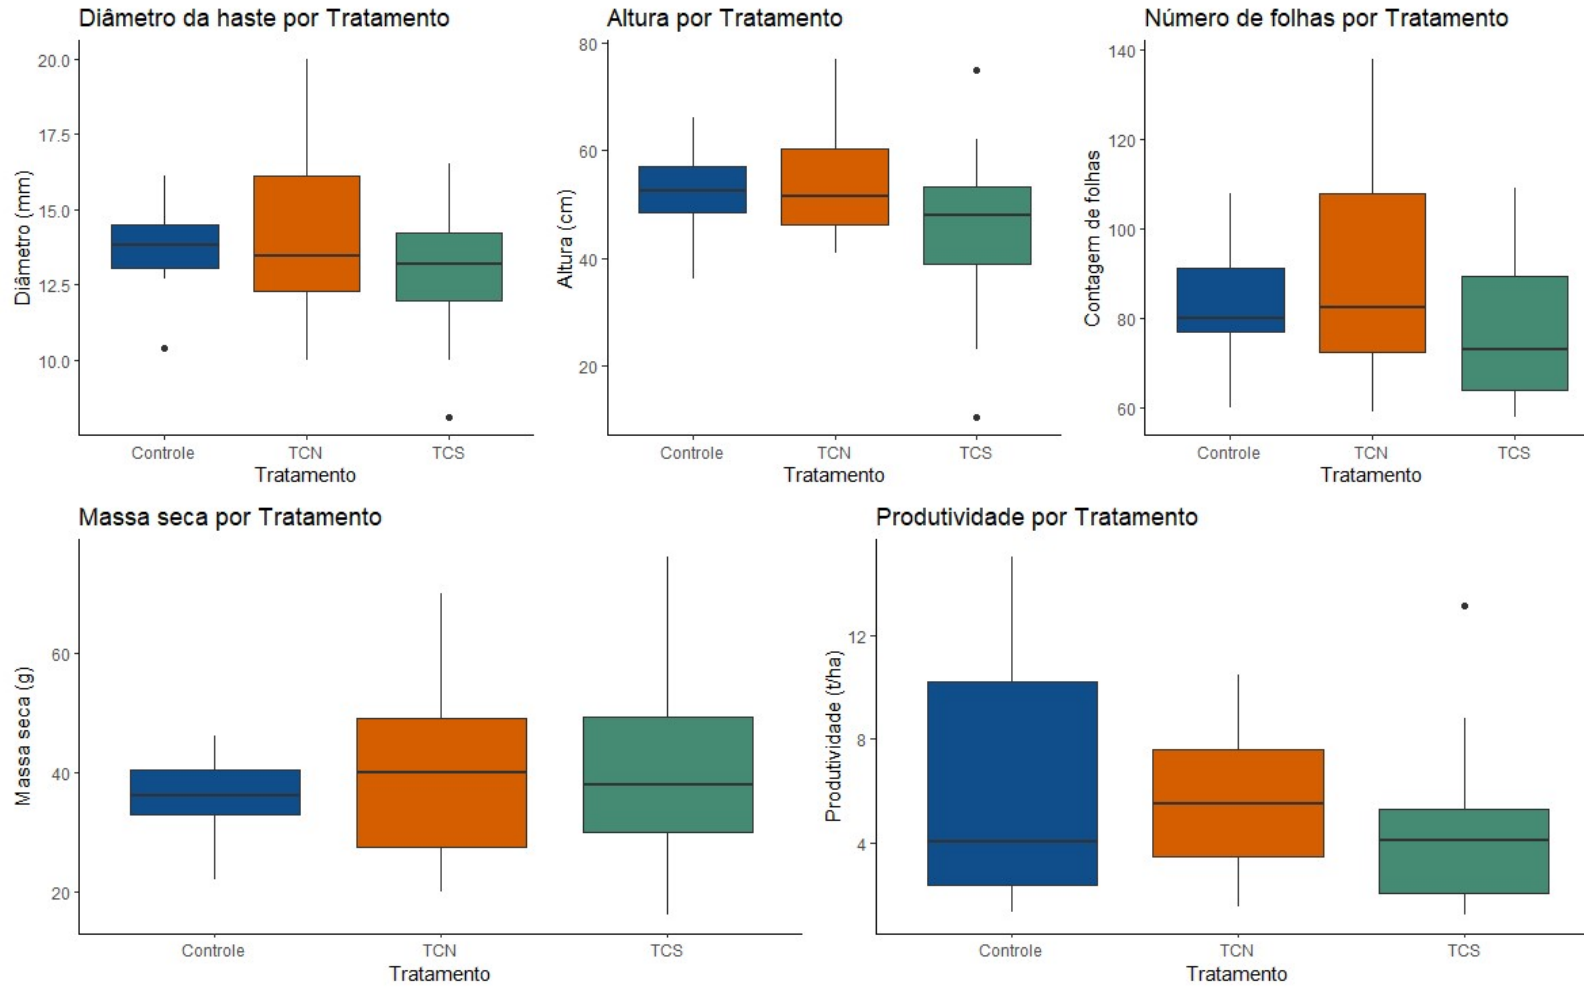 Diâmetro da haste por Tratamento
Diâmetro (mm)
20.0
17.5
15.0
12.5
10.0
Controle TCN TCS
Tratamento
Altura por Tratamento
Altura (cm)
80
60
40
20
Controle TCN TCS
Tratamento
Número de folhas por Tratamento
Contagem de folhas
140
120
100
80
60
Controle TCN TCS
Tratamento
Massa seca por Tratamento
Massa seca (g)
60
40
20
Controle TCN TCS
Tratamento
Produtividade por Tratamento
Produtividade (t/ha)
12
8
4
Controle TCN TCS
Tratamento